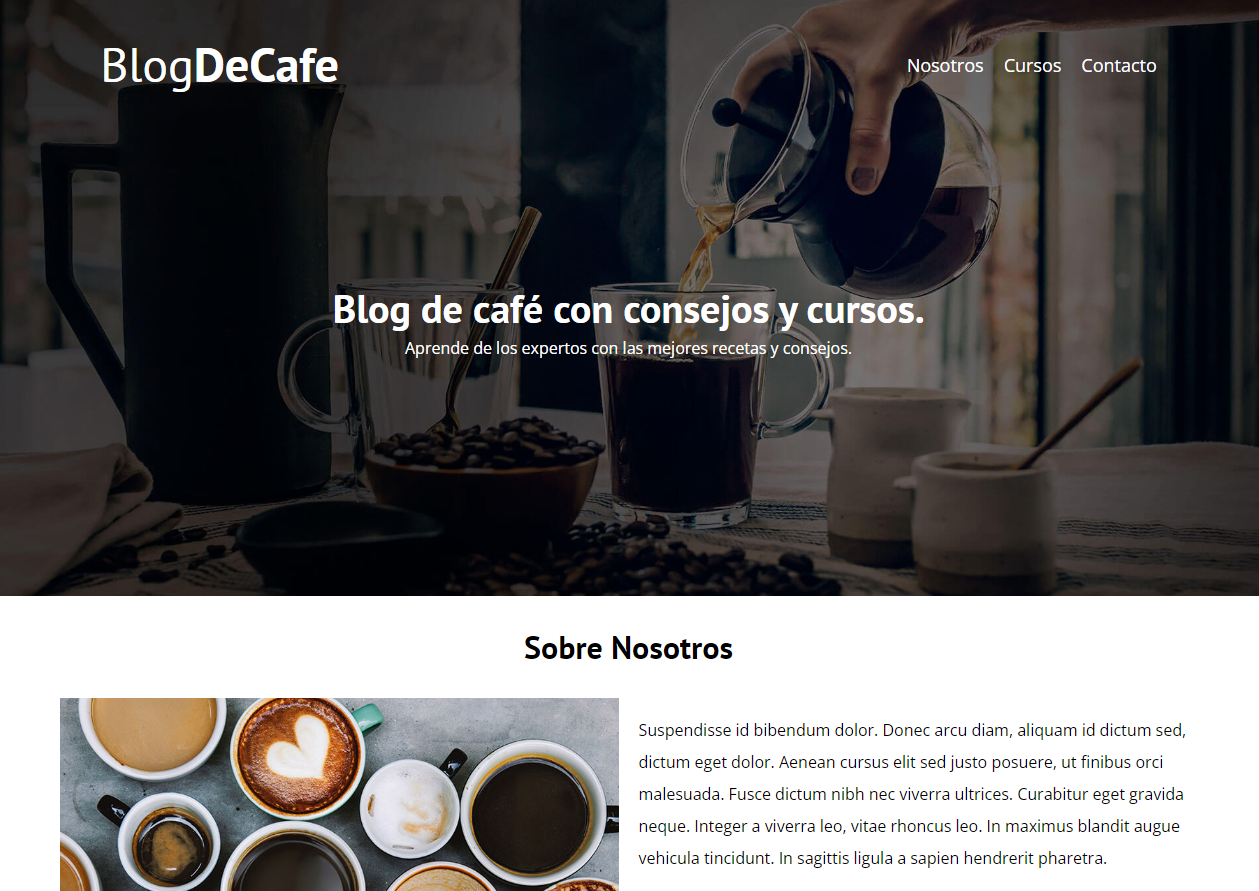 BlogDeCafe
Nosotros Cursos Contacto
Blog de café con consejos y cursos.
Aprende de los expertos con las mejores recetas y consejos.
Sobre Nosotros
Suspendisse id bibendum dolor. Donec arcu diam, aliquam id dictum sed,
dictum eget dolor. Aenean cursus elit sed justo posuere, ut finibus orci
malesuada. Fusce dictum nibh nec viverra ultrices. Curabitur eget gravida
neque. Integer a viverra leo, vitae rhoncus leo. In maximus blandit augue
vehicula tincidunt. In sagittis ligula a sapien hendrerit pharetra.